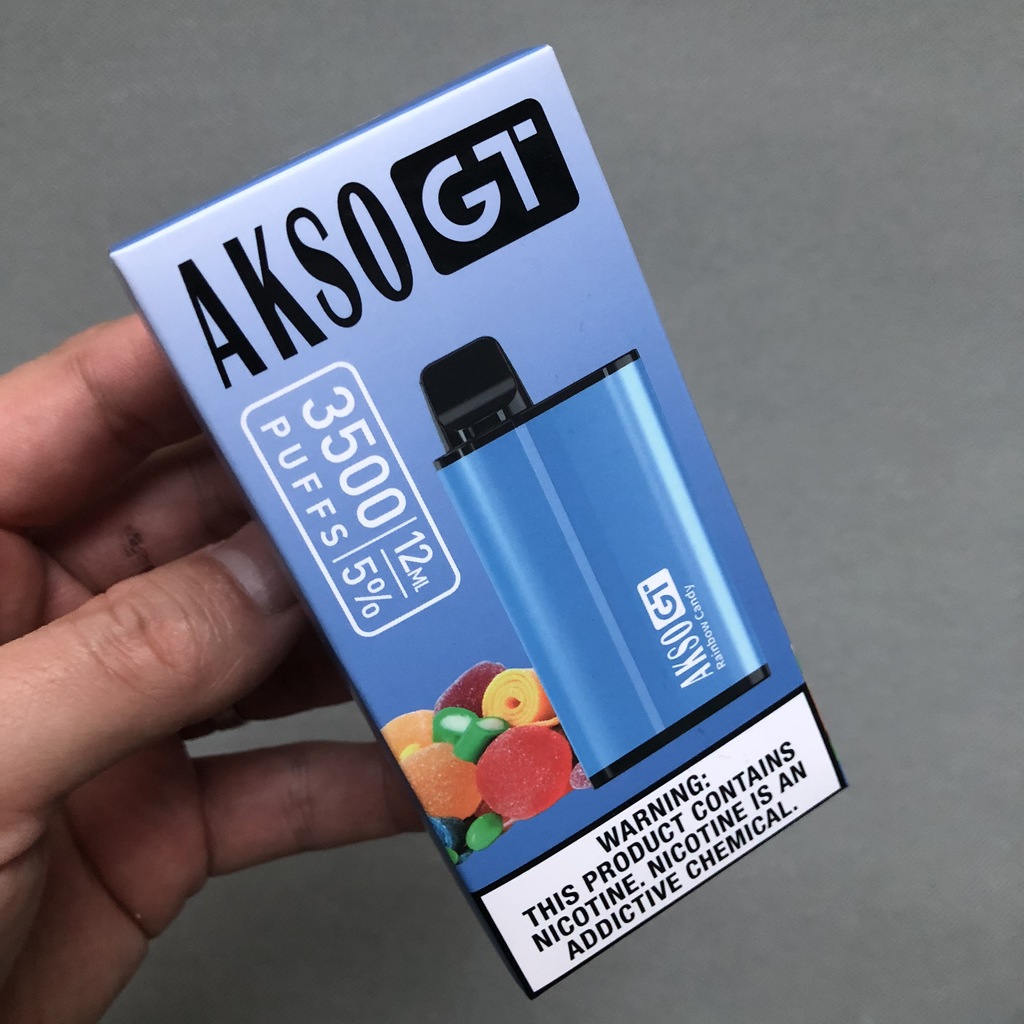 AKSO GT
3500 12ML
PUFFS 5%
AKSO GT
Rainbow Candy
WARNING:
THIS PRODUCT CONTAINS
NICOTINE. NICOTINE IS AN
ADDICTIVE CHEMICAL.